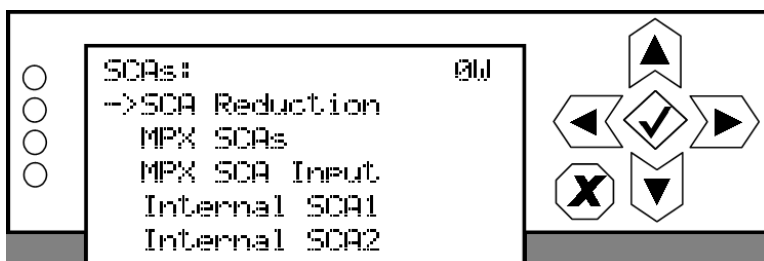 SCAs: 0W
->SCA Reduction
MPX SCAs
MPX SCA Input
Internal SCA1
Internal SCA2